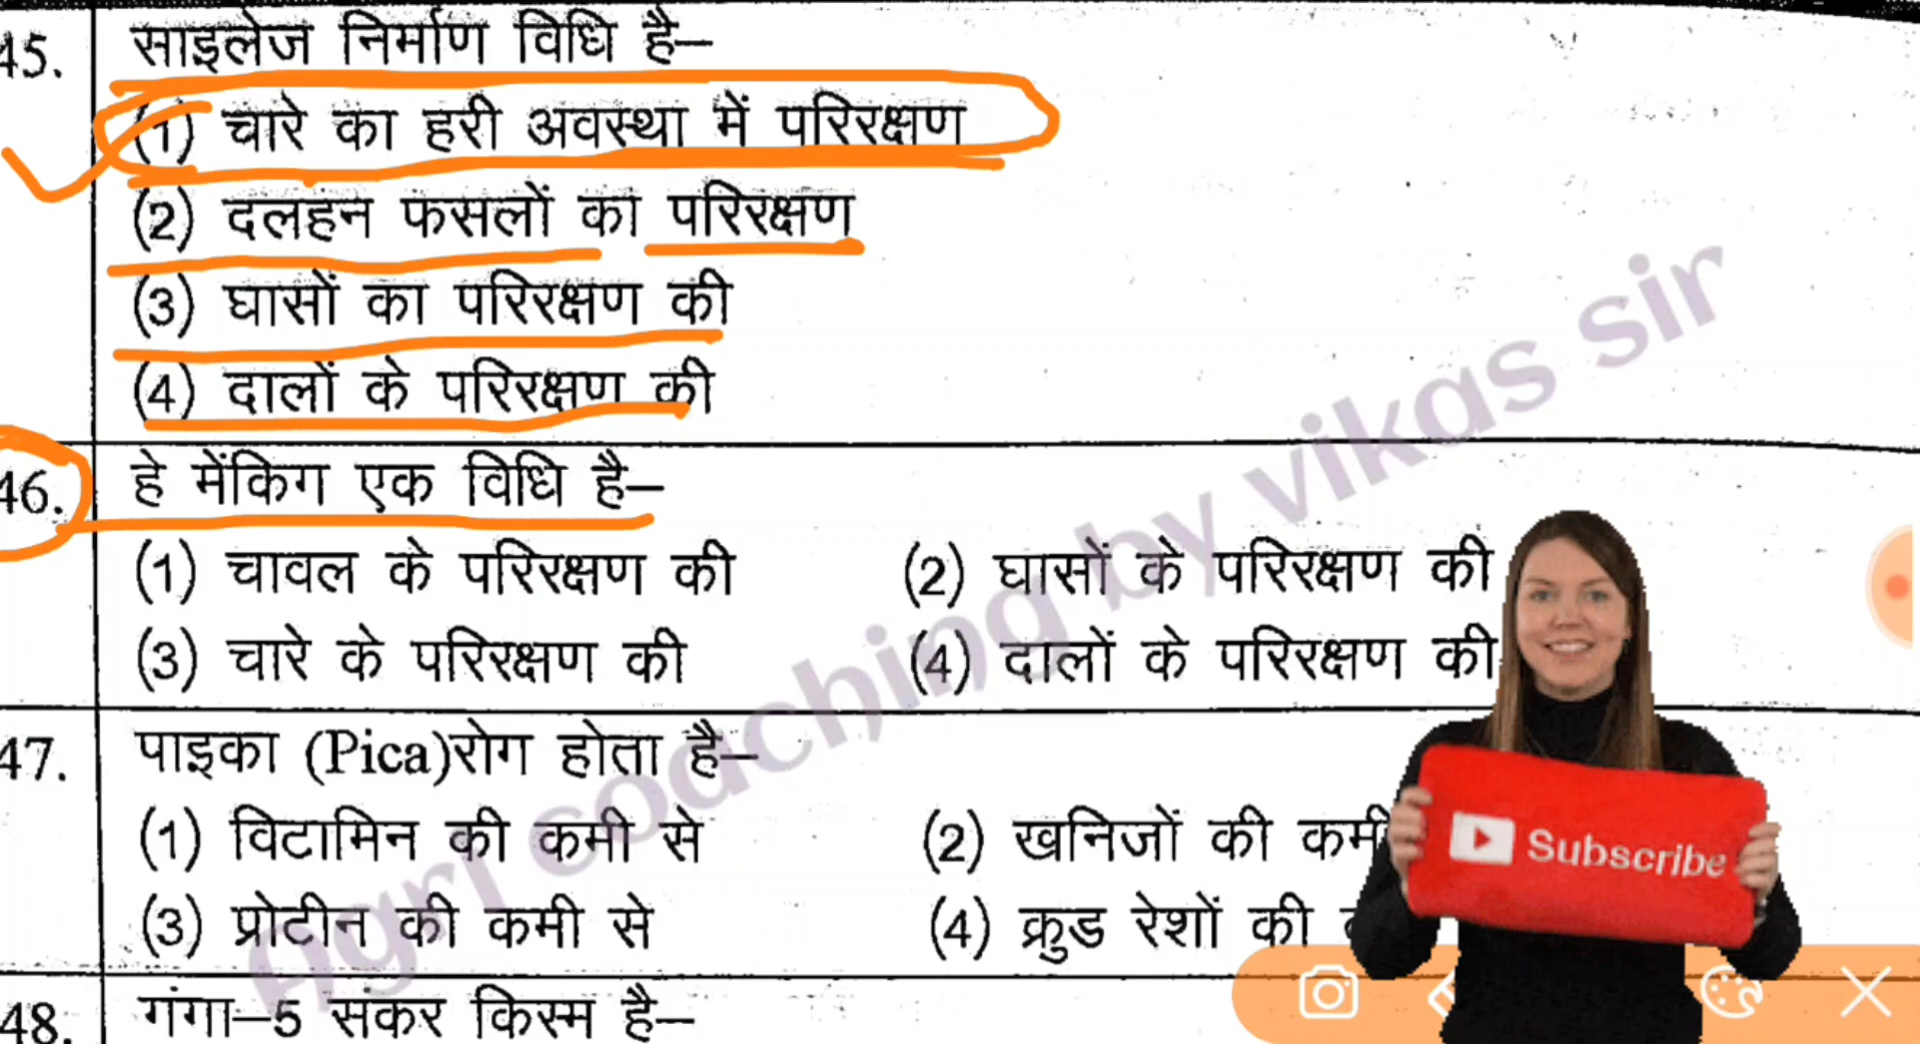 45. साइलेज निर्माण विधि है–
(1) चारे का हरी अवस्था में परिरक्षण
(2) दलहन फसलों का परिरक्षण
(3) घासों का परिरक्षण की
(4) दालों के परिरक्षण की
46. हे मेंकिग एक विधि है–
(1) चावल के परिरक्षण की (2) घासों के परिरक्षण की
(3) चारे के परिरक्षण की (4) दालों के परिरक्षण की
47. पाइका (Pica)रोग होता है–
(1) विटामिन की कमी से (2) खनिजों की कमी
(3) प्रोटीन की कमी से (4) क्रुड रेशों की
48. गंगा–5 संकर किस्म है–
Agri coaching by vikas sir
Subscribe